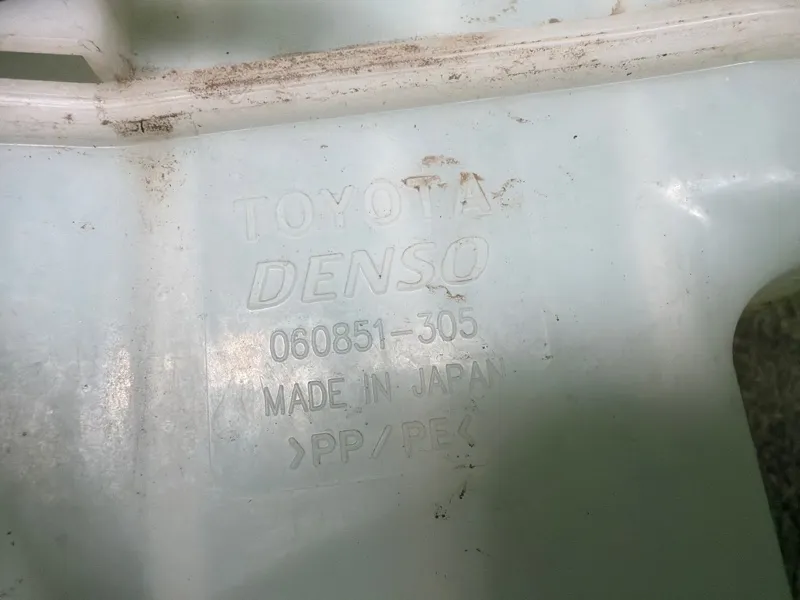 TOYOTA
DENSO
060851-305
MADE IN JAPAN
>PP/PE<